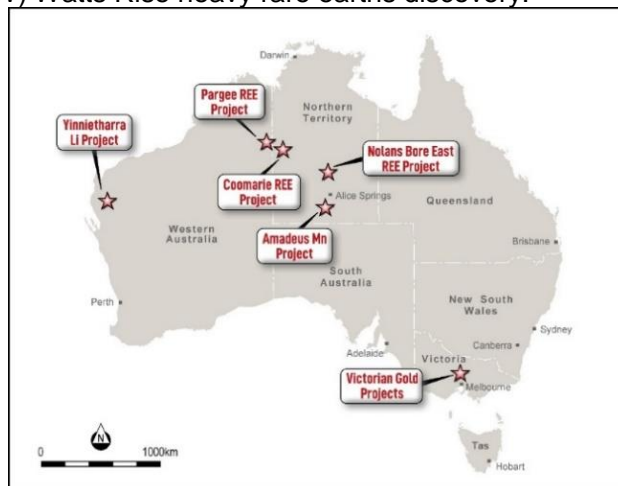 Watts Rise heavy rare earths discovery.
Darwin
Pargee REE
Project
Northern
Territory
Yinnietharra
Li Project
Nolans Bore East
REE Project
Coomarie REE
Project
Alice Springs
Queensland
Western
Australia
Amadeus Mn
Project
Brisbane
South
Australia
Perth
New South
Wales
Sydney
Adelaide
Canberra
Victoria
Victorian Gold
Projects
Melbourne
N
0 1000km
Tas
Hobart